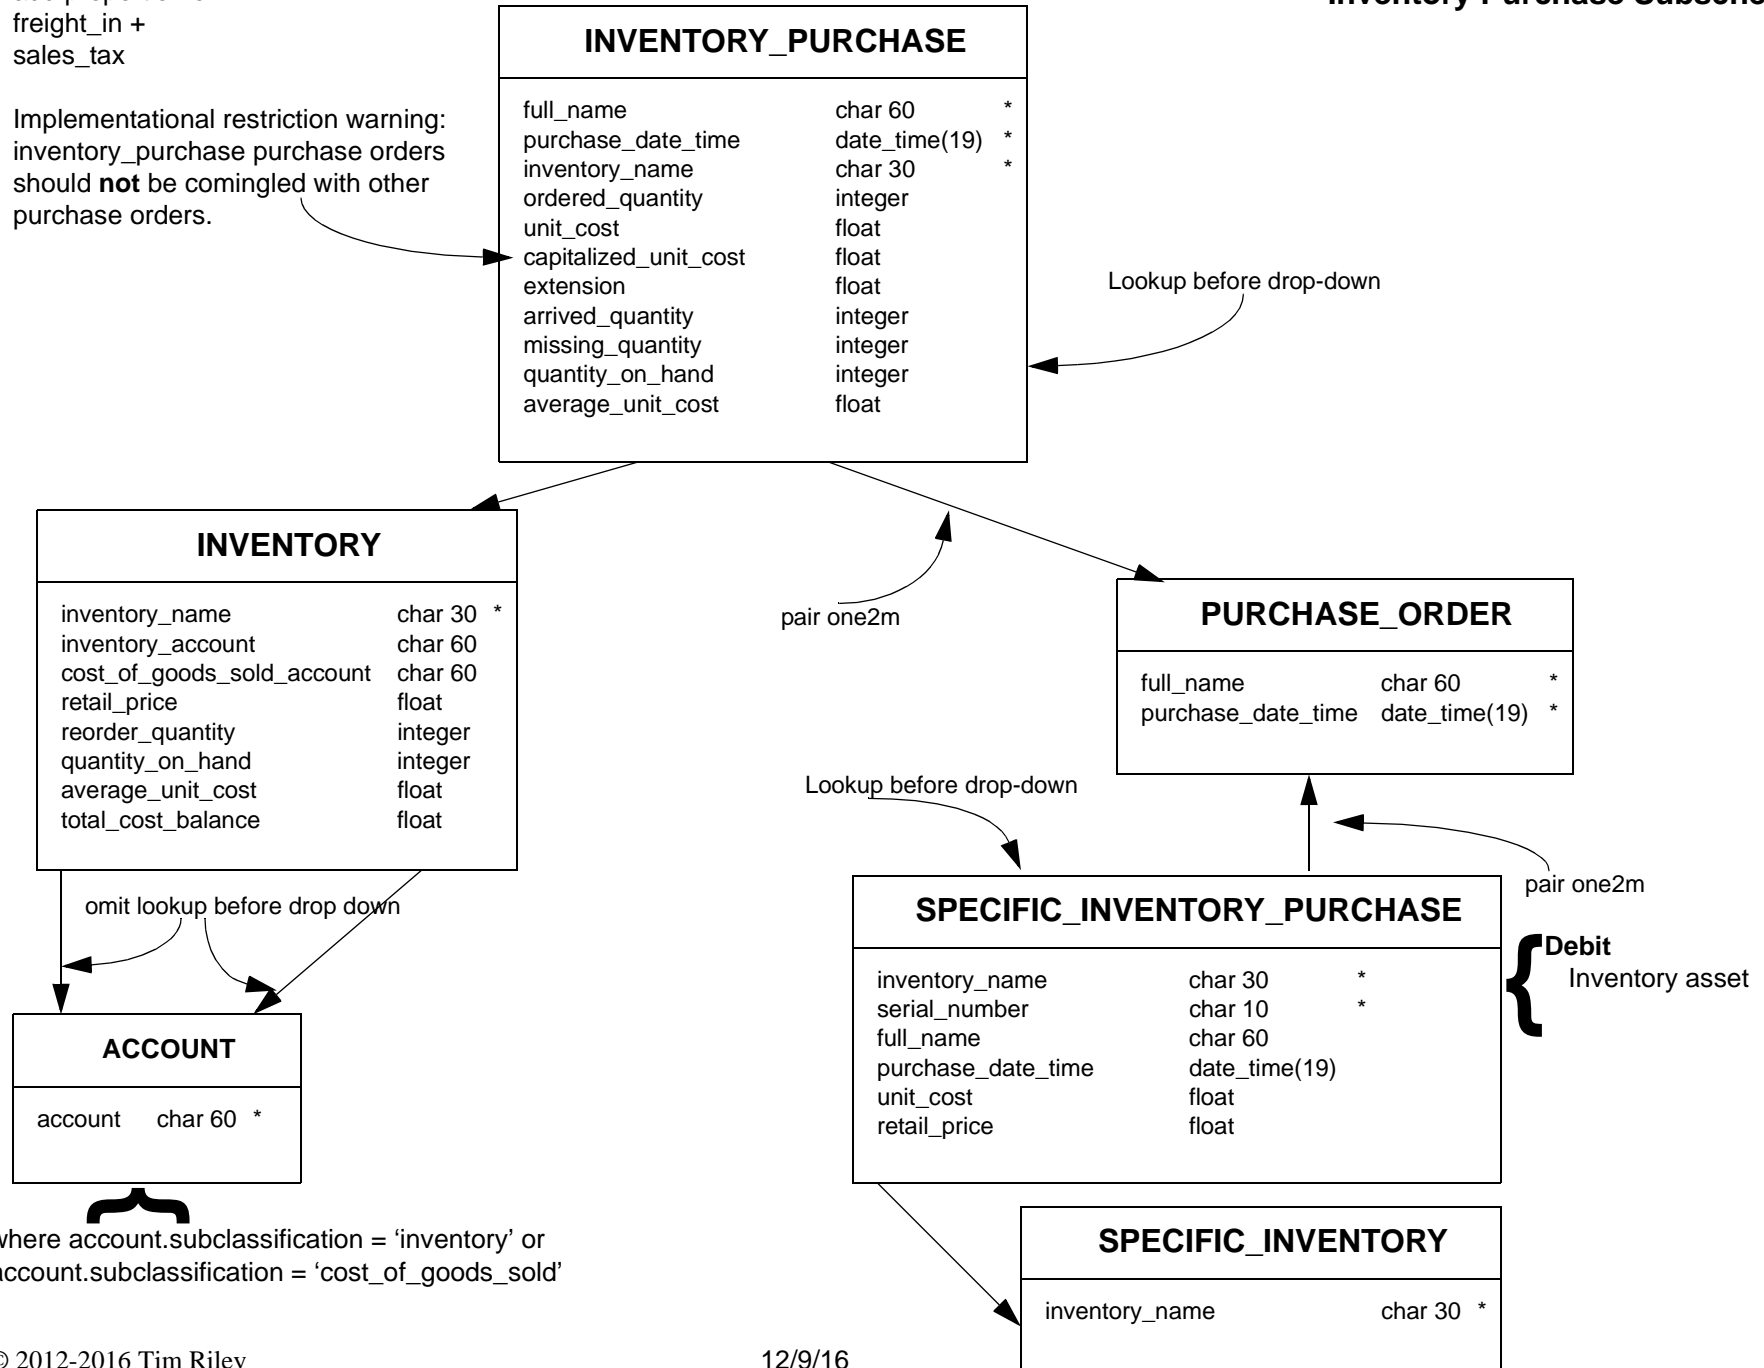 freight_in +
sales_tax
Implementational restriction warning:
inventory_purchase purchase orders
should not be comingled with other
purchase orders.
INVENTORY_PURCHASE
full_name char 60 *
purchase_date_time date_time(19) *
inventory_name char 30 *
ordered_quantity integer
unit_cost float
capitalized_unit_cost float
extension float
arrived_quantity integer
missing_quantity integer
quantity_on_hand integer
average_unit_cost float
Lookup before drop-down
INVENTORY
inventory_name char 30 *
inventory_account char 60
cost_of_goods_sold_account char 60
retail_price float
reorder_quantity integer
quantity_on_hand integer
average_unit_cost float
total_cost_balance float
pair one2m
PURCHASE_ORDER
full_name char 60 *
purchase_date_time date_time(19) *
Lookup before drop-down
pair one2m
omit lookup before drop down
SPECIFIC_INVENTORY_PURCHASE
inventory_name char 30 *
serial_number char 10 *
full_name char 60
purchase_date_time date_time(19)
unit_cost float
retail_price float
{ Debit
Inventory asset
ACCOUNT
account char 60 *
{
where account.subclassification = ‘inventory’ or
account.subclassification = ‘cost_of_goods_sold’
SPECIFIC_INVENTORY
inventory_name char 30 *
© 2012-2016 Tim Riley
12/9/16